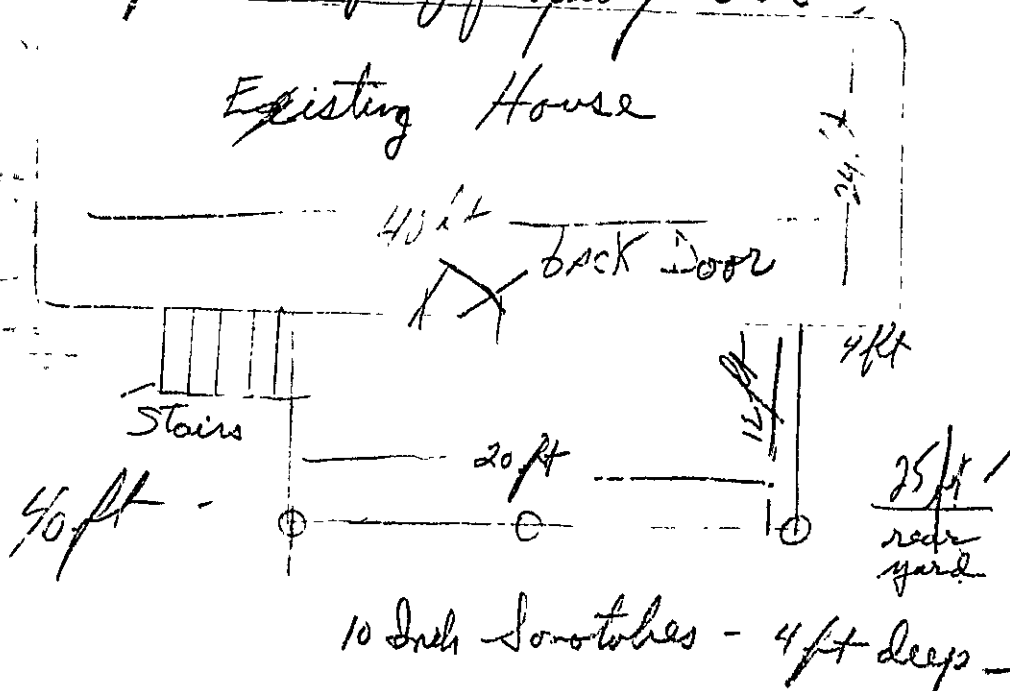 Existing House
24 ft
40 ft
back Door
4 ft
12 ft
Stairs
20 ft
40 ft -
25 ft
rear
yard
10 Inch Sonotubes - 4 ft deep -